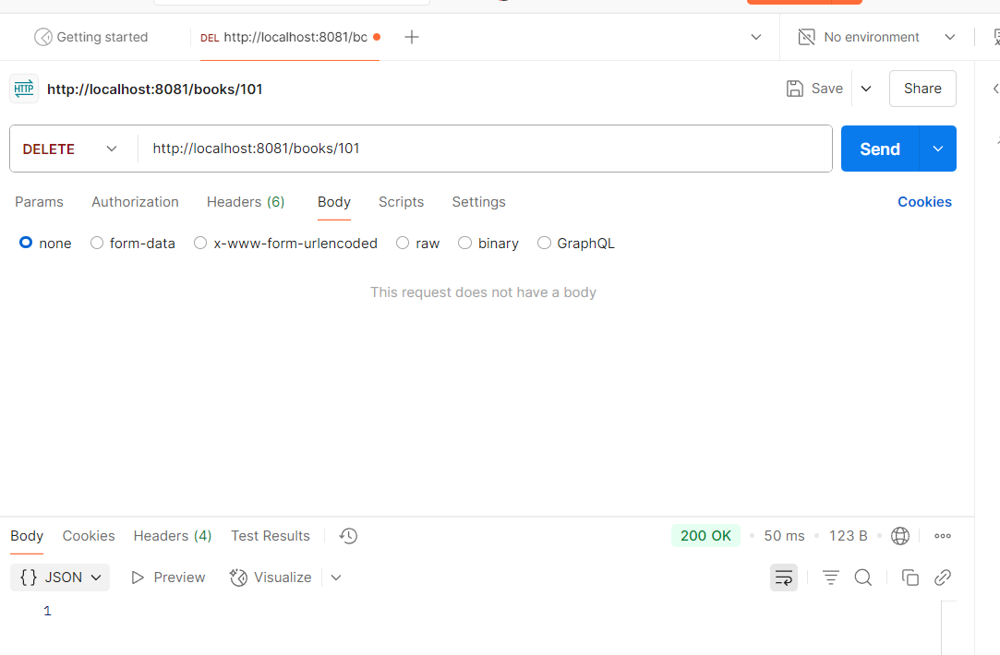 Getting started DEL http://localhost:8081/bo No environment
HTTP http://localhost:8081/books/101 Save Share
DELETE http://localhost:8081/books/101 Send
Params Authorization Headers (6) Body Scripts Settings Cookies
none form-data x-www-form-urlencoded raw binary GraphQL
This request does not have a body
Body Cookies Headers (4) Test Results 200 OK • 50 ms • 123 B •
{} JSON Preview Visualize
1